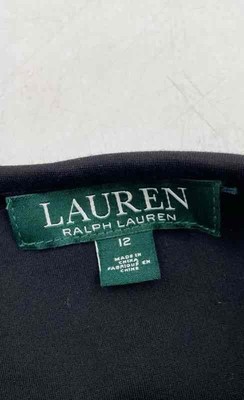 LAUREN
RALPH LAUREN
12
MADE IN
CHINA
FABRIQUÉ EN
CHINE